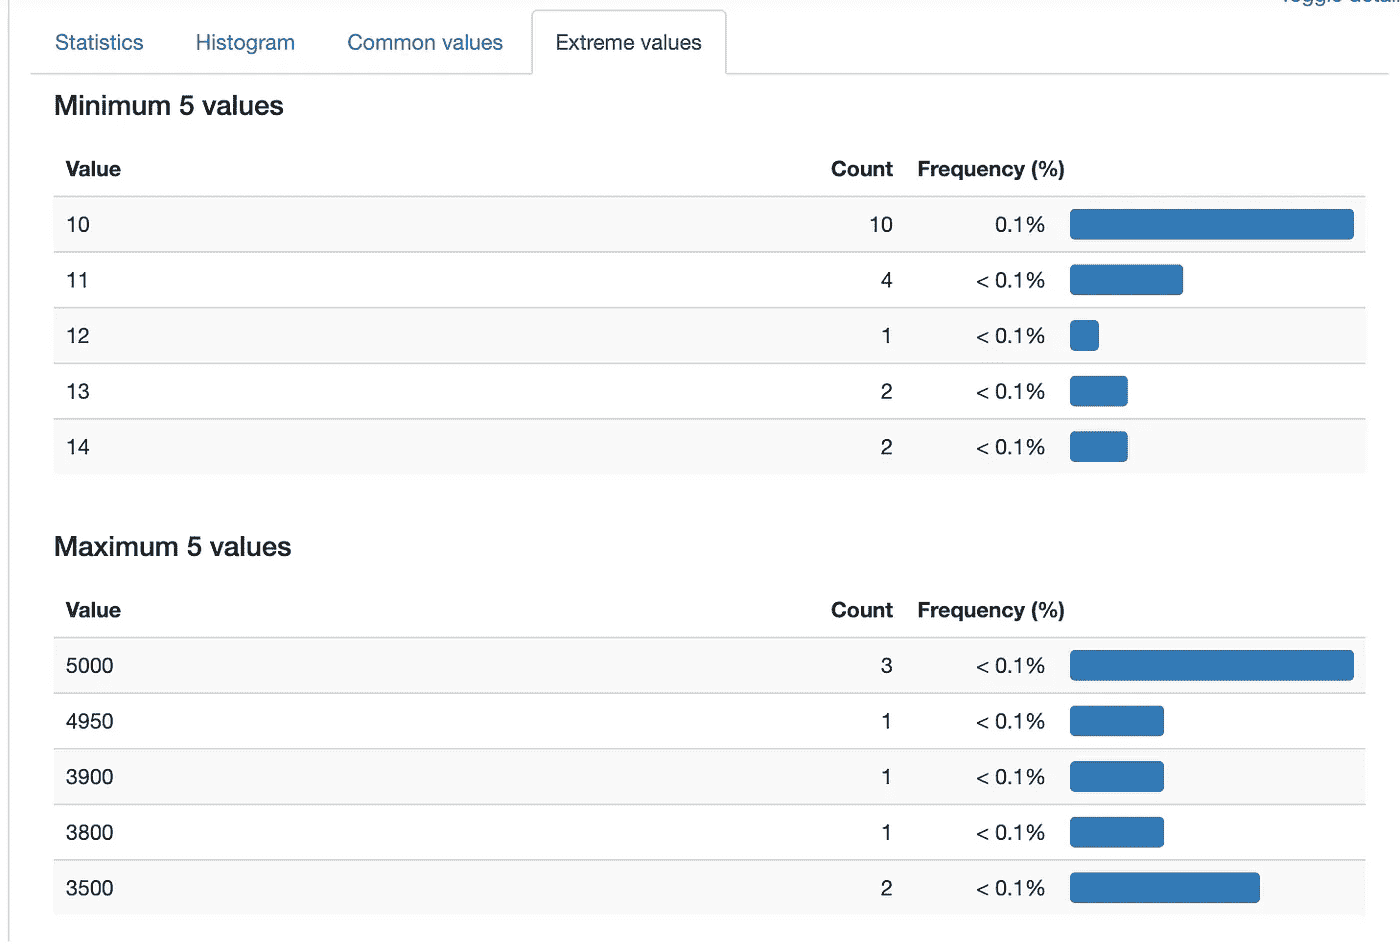 Toggle detail
Statistics Histogram Common values Extreme values
Minimum 5 values
Value Count Frequency (%)
10 10 0.1%
11 4 < 0.1%
12 1 < 0.1%
13 2 < 0.1%
14 2 < 0.1%
Maximum 5 values
Value Count Frequency (%)
5000 3 < 0.1%
4950 1 < 0.1%
3900 1 < 0.1%
3800 1 < 0.1%
3500 2 < 0.1%